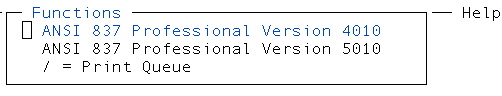 Functions Help
ANSI 837 Professional Version 4010
ANSI 837 Professional Version 5010
/ = Print Queue